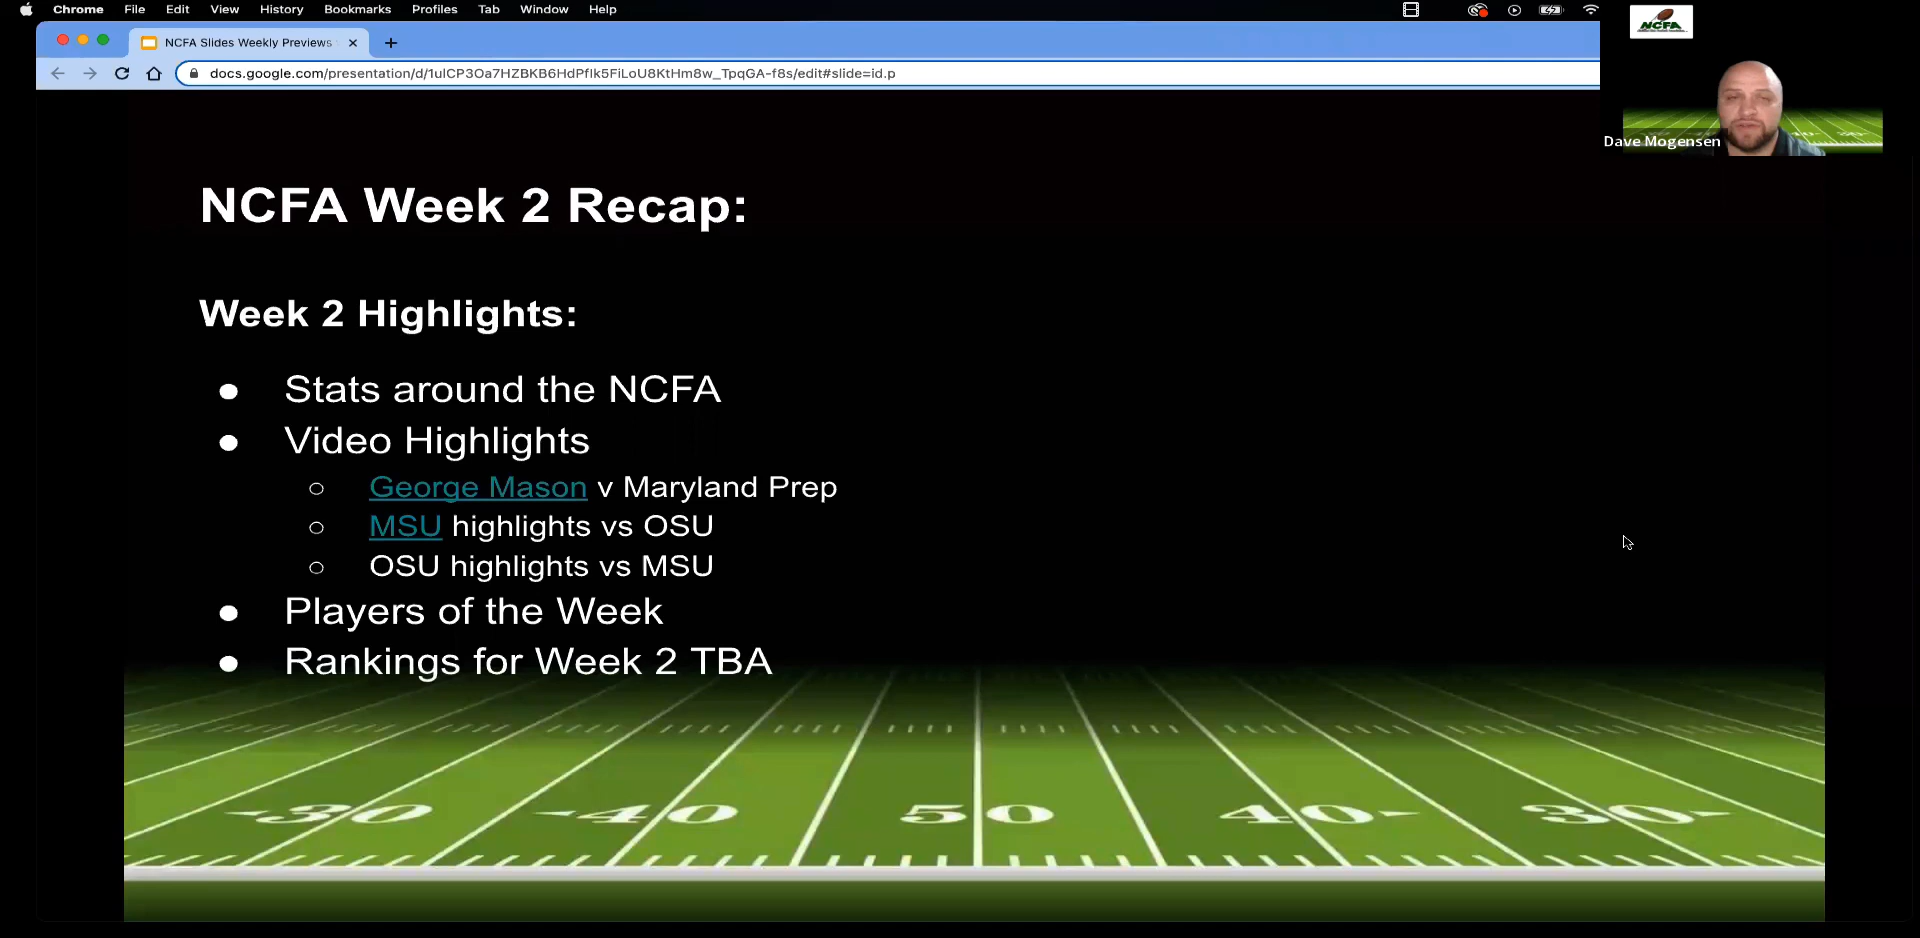 Chrome File Edit View History Bookmarks Profiles Tab Window Help
NCFA
NCFA Slides Weekly Previews
docs.google.com/presentation/d/1ulCP3Oa7HZBKB6HdPflk5FiLoU8KtHm8w_TpqGA-f8s/edit#slide=id.p
Dave Mogensen
NCFA Week 2 Recap:
Week 2 Highlights:
● Stats around the NCFA
● Video Highlights
○ George Mason v Maryland Prep
○ MSU highlights vs OSU
○ OSU highlights vs MSU
● Players of the Week
● Rankings for Week 2 TBA
30 40 50 40 30